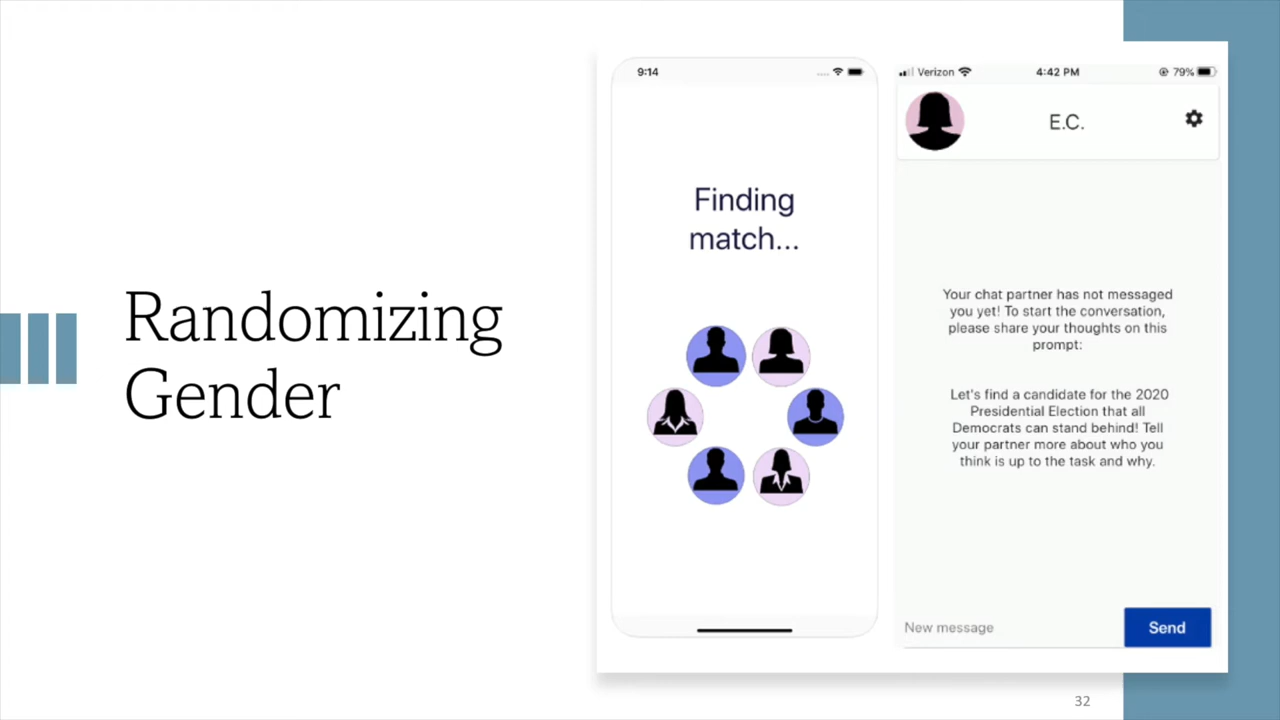 Randomizing
Gender
9:14
Finding
match...
Verizon
4:42 PM
79%
E.C.
Your chat partner has not messaged
you yet! To start the conversation,
please share your thoughts on this
prompt:
Let's find a candidate for the 2020
Presidential Election that all
Democrats can stand behind! Tell
your partner more about who you
think is up to the task and why.
New message
Send
32